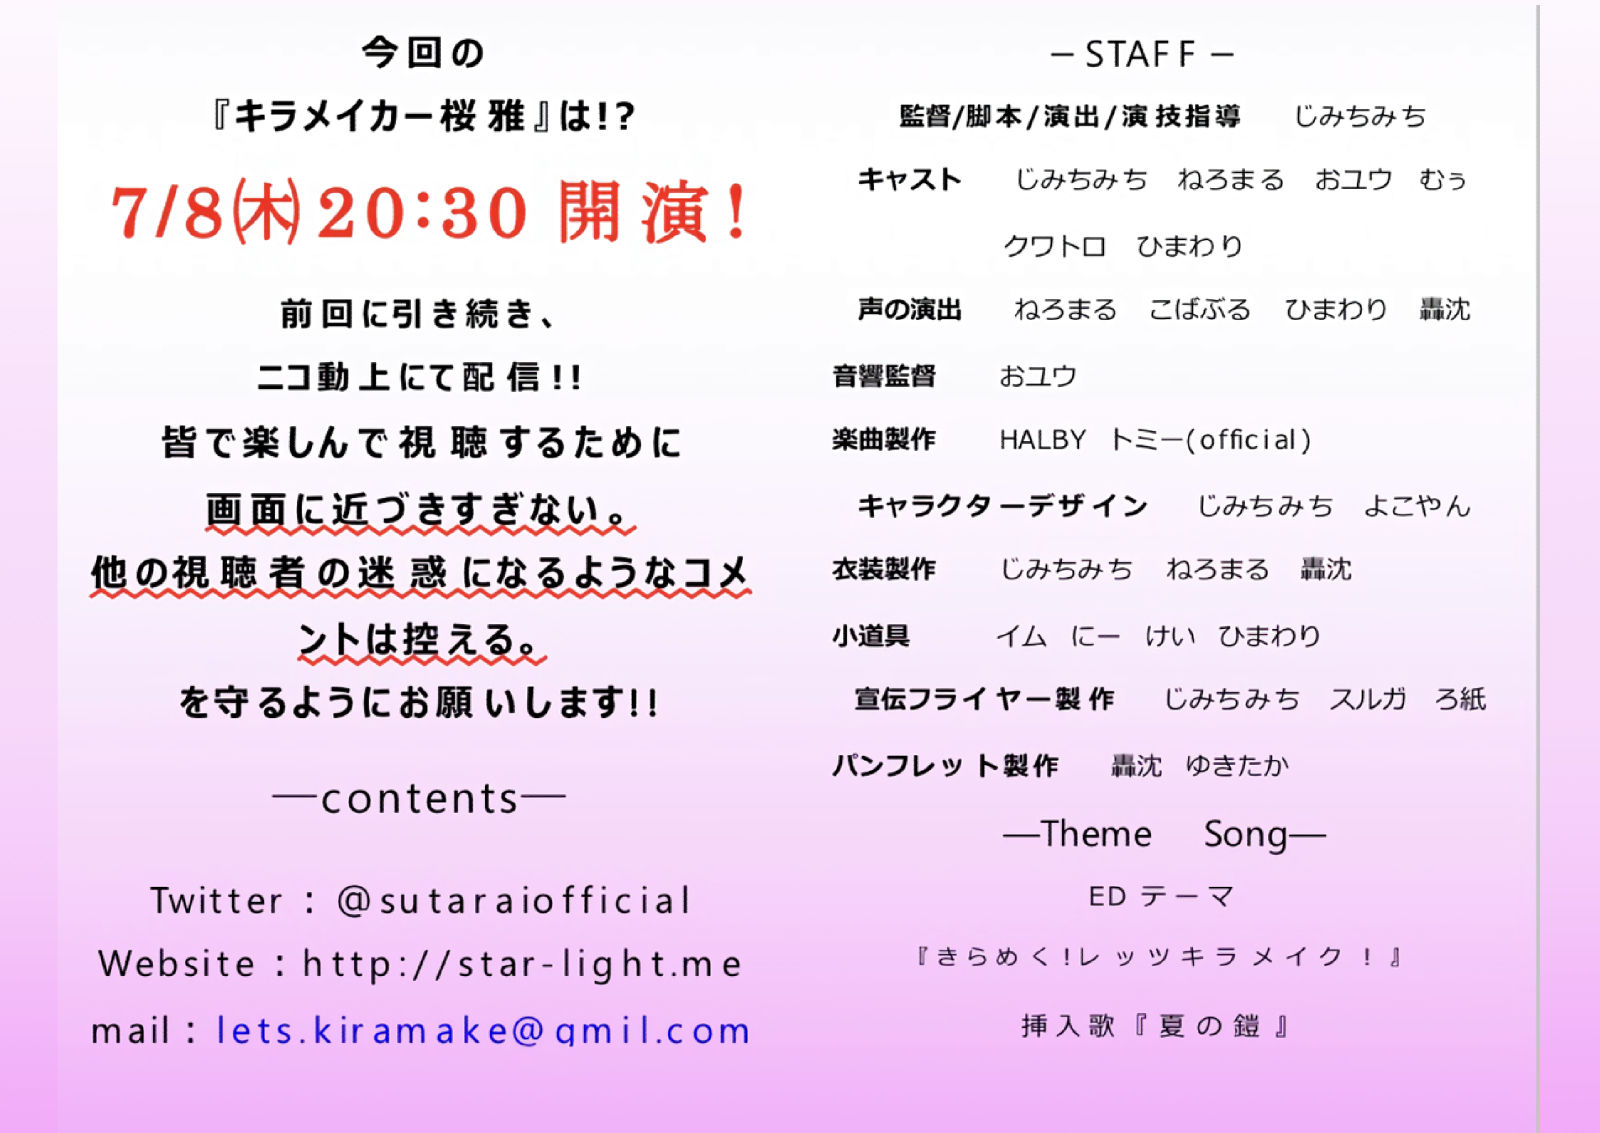 今回の
『キラメイカー桜雅』は!?
7/8㈭20:30 開演!
前回に引き続き、
ニコ動上にて配信!!
皆で楽しんで視聴するために
画面に近づきすぎない。
他の視聴者の迷惑になるようなコメ
ントは控える。
を守るようにお願いします!!
―contents―
Twitter：@sutaraiofficial
Website：http://star-light.me
mail：lets.kiramake@gmil.com
－STAFF－
監督/脚本/演出/演技指導　じみちみち
キャスト　じみちみち　ねろまる　おユウ　むぅ
クワトロ　ひまわり
声の演出　ねろまる　こばぶる　ひまわり　轟沈
音響監督　おユウ
楽曲製作　HALBY　トミー(official)
キャラクターデザイン　じみちみち　よこやん
衣装製作　じみちみち　ねろまる　轟沈
小道具　イム　にー　けい　ひまわり
宣伝フライヤー製作　じみちみち　スルガ　ろ紙
パンフレット製作　轟沈　ゆきたか
―Theme　Song―
ED テーマ
『きらめく!レッツキラメイク！』
挿入歌『夏の鎧』